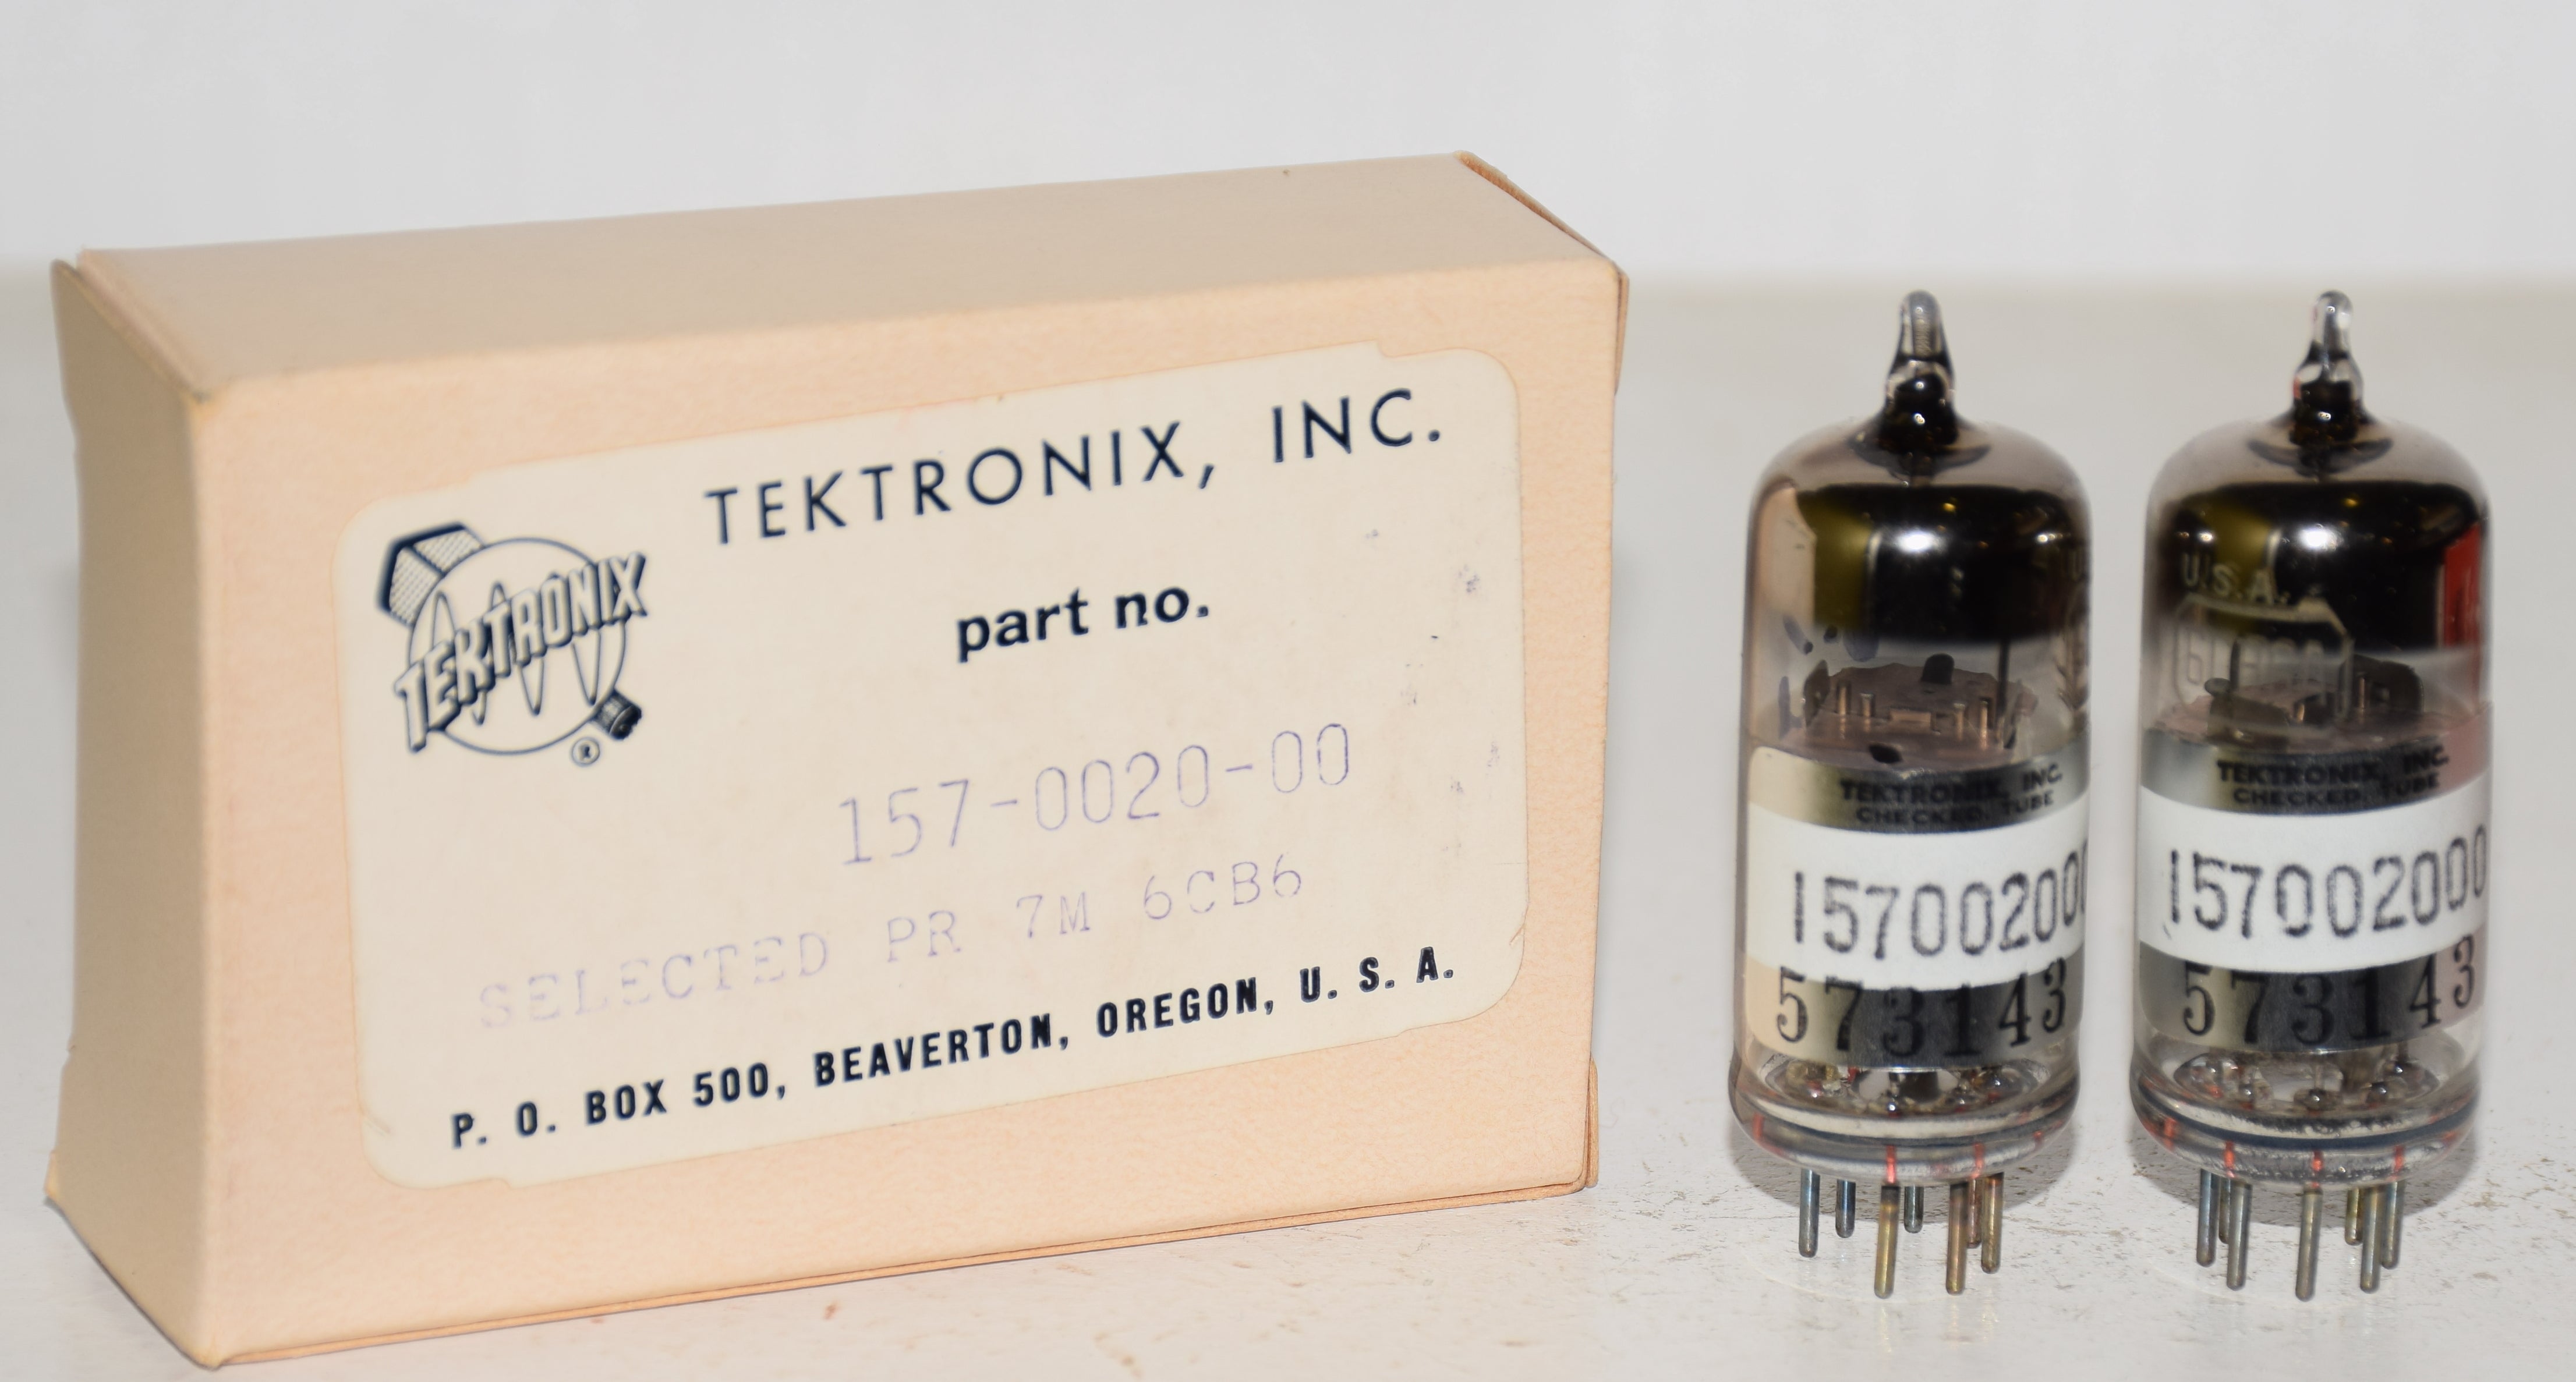 TEKTRONIX, INC.
TEKTRONIX
®
part no.
157-0020-00
SELECTED PR 7M 6CB6
P. O. BOX 500, BEAVERTON, OREGON, U. S. A.
TEKTRONIX, INC.
CHECKED TUBE
157002000
573143
U.S.A.
TEKTRONIX, INC.
CHECKED TUBE
157002000
573143